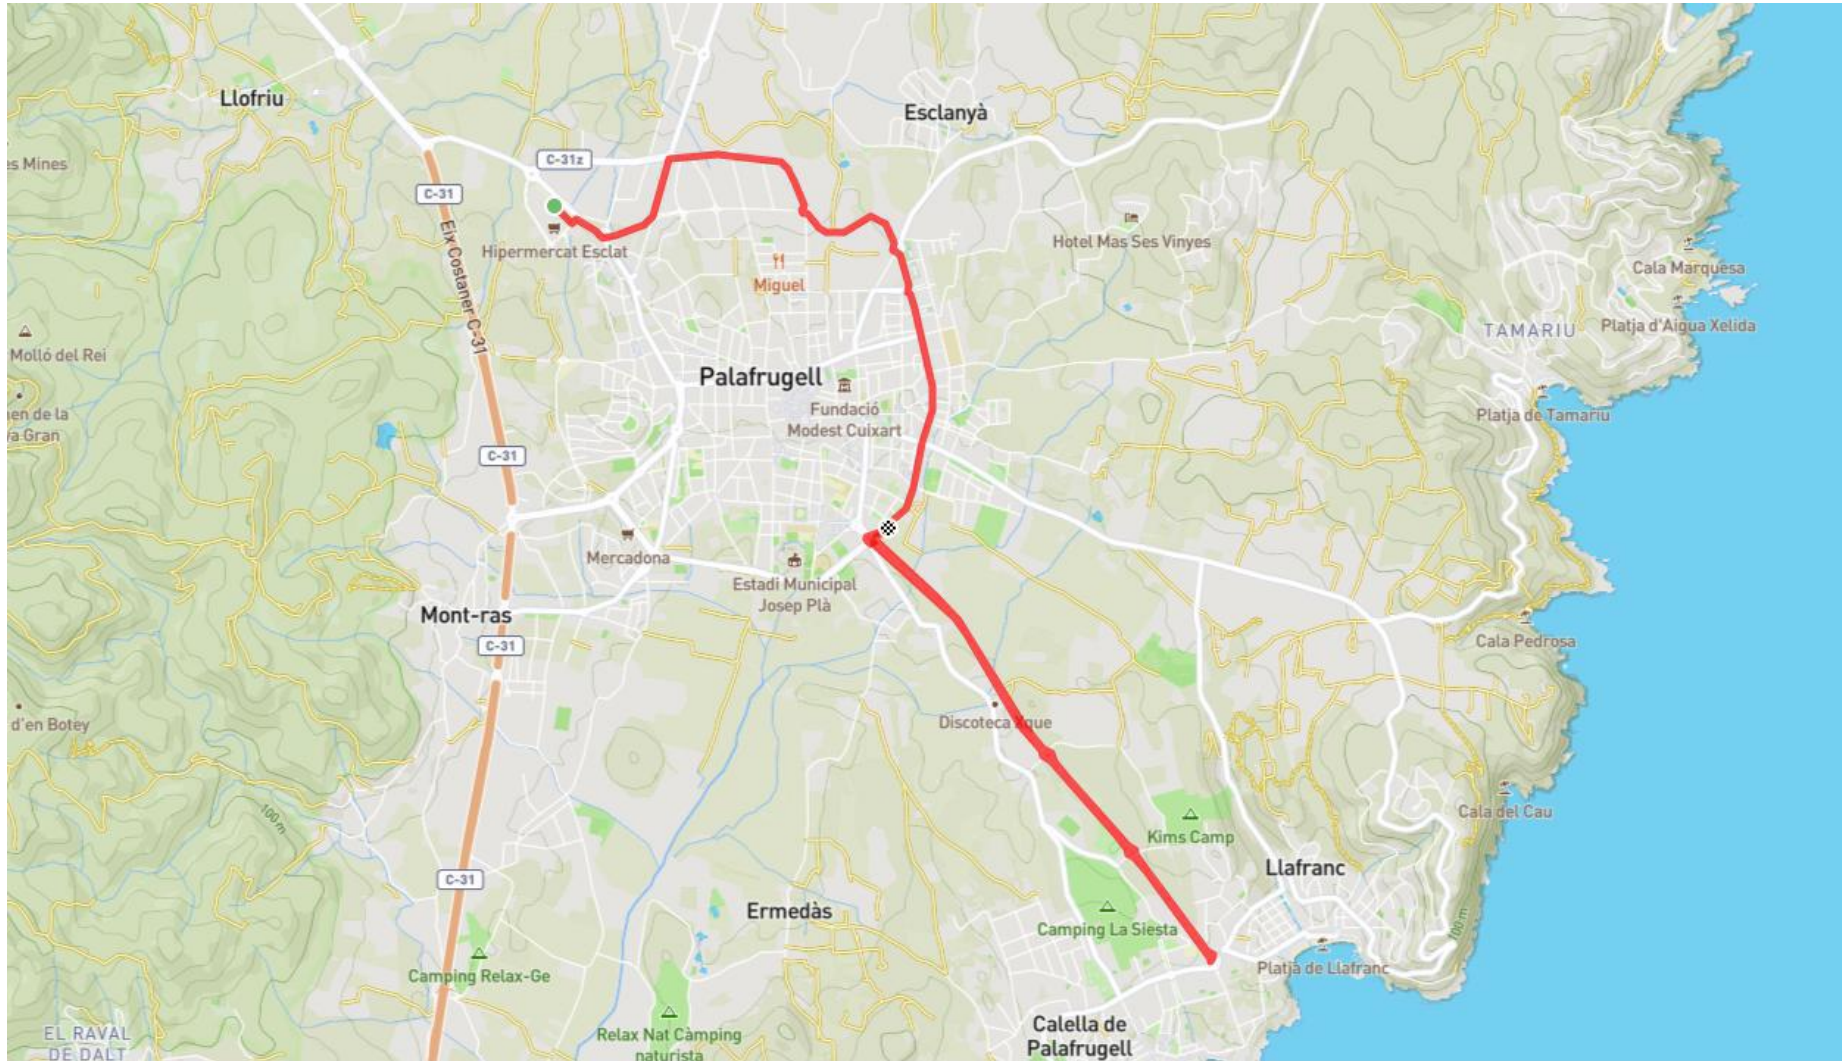 Llofriu
Esclanyà
es Mines
C-31z
C-31
Eix Costaner C-31
Hipermercat Esclat
Hotel Mas Ses Vinyes
Cala Marquesa
Miguel
Platja d'Aigua Xelida
TAMARIU
Molló del Rei
Palafrugell
Fundació
Modest Cuixart
Platja de Tamariu
en de la
a Gran
C-31
Mercadona
Estadi Municipal
Josep Plà
Mont-ras
C-31
Cala Pedrosa
d'en Botey
Discoteca Xque
100 m
Cala del Cau
Kims Camp
Llafranc
C-31
Ermedàs
Camping La Siesta
100 m
Platja de Llafranc
Camping Relax-Ge
EL RAVAL
DE DALT
Relax Nat Càmping
naturista
Calella de
Palafrugell